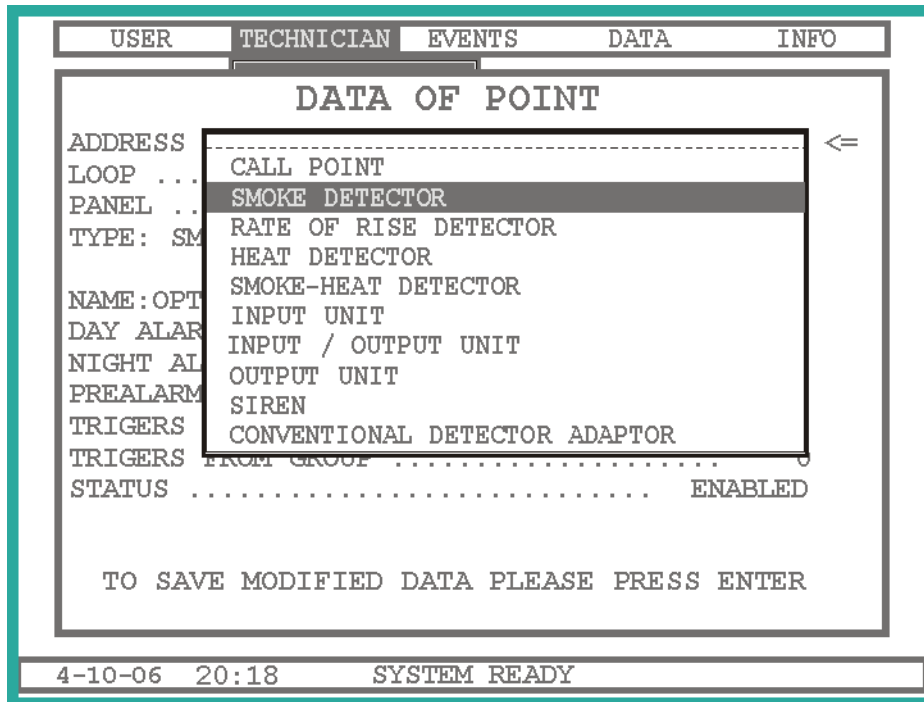 USER TECHNICIAN EVENTS DATA INFO
DATA OF POINT
ADDRESS <=
LOOP ...
PANEL ..
TYPE: SM
NAME:OPT
DAY ALAR
NIGHT AL
PREALARM
TRIGERS
CALL POINT
SMOKE DETECTOR
RATE OF RISE DETECTOR
HEAT DETECTOR
SMOKE-HEAT DETECTOR
INPUT UNIT
INPUT / OUTPUT UNIT
OUTPUT UNIT
SIREN
CONVENTIONAL DETECTOR ADAPTOR
TRIGERS FROM GROUP ..................... 0
STATUS ............................. ENABLED
TO SAVE MODIFIED DATA PLEASE PRESS ENTER
4-10-06 20:18 SYSTEM READY